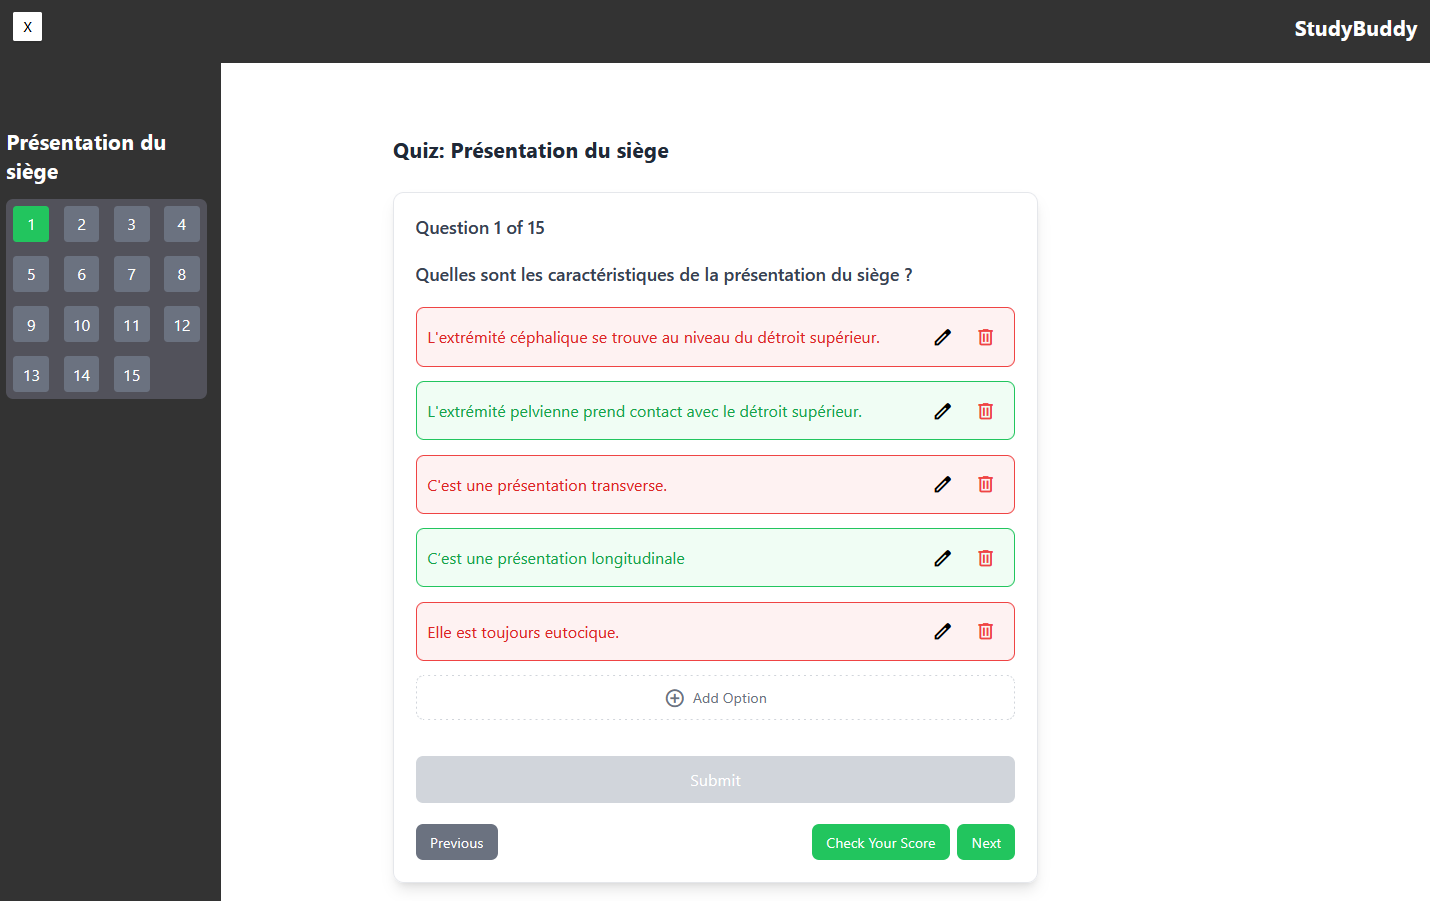 X
StudyBuddy
Présentation du
siège
1 2 3 4
5 6 7 8
9 10 11 12
13 14 15
Quiz: Présentation du siège
Question 1 of 15
Quelles sont les caractéristiques de la présentation du siège ?
L'extrémité céphalique se trouve au niveau du détroit supérieur.
L'extrémité pelvienne prend contact avec le détroit supérieur.
C'est une présentation transverse.
C'est une présentation longitudinale
Elle est toujours eutocique.
Add Option
Submit
Previous
Check Your Score
Next